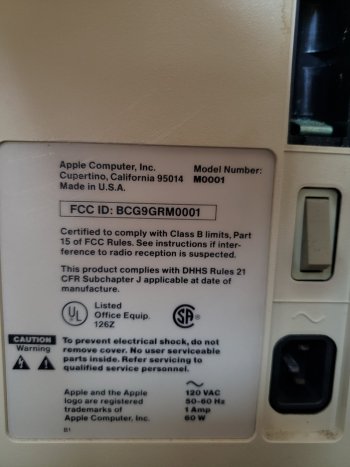 Apple Computer, Inc.
Cupertino, California 95014
Made in U.S.A.
Model Number:
M0001
FCC ID: BCG9GRM0001
Certified to comply with Class B limits, Part
15 of FCC Rules. See instructions if inter-
ference to radio reception is suspected.
This product complies with DHHS Rules 21
CFR Subchapter J applicable at date of
manufacture.
UL
Listed
Office Equip.
126Z
SA
CAUTION
Warning
To prevent electrical shock, do not
remove cover. No user serviceable
parts inside. Refer servicing to
qualified service personnel.
Apple and the Apple
logo are registered
trademarks of
Apple Computer, Inc.
120 VAC
50-60 Hz
1 Amp
60 W
B1